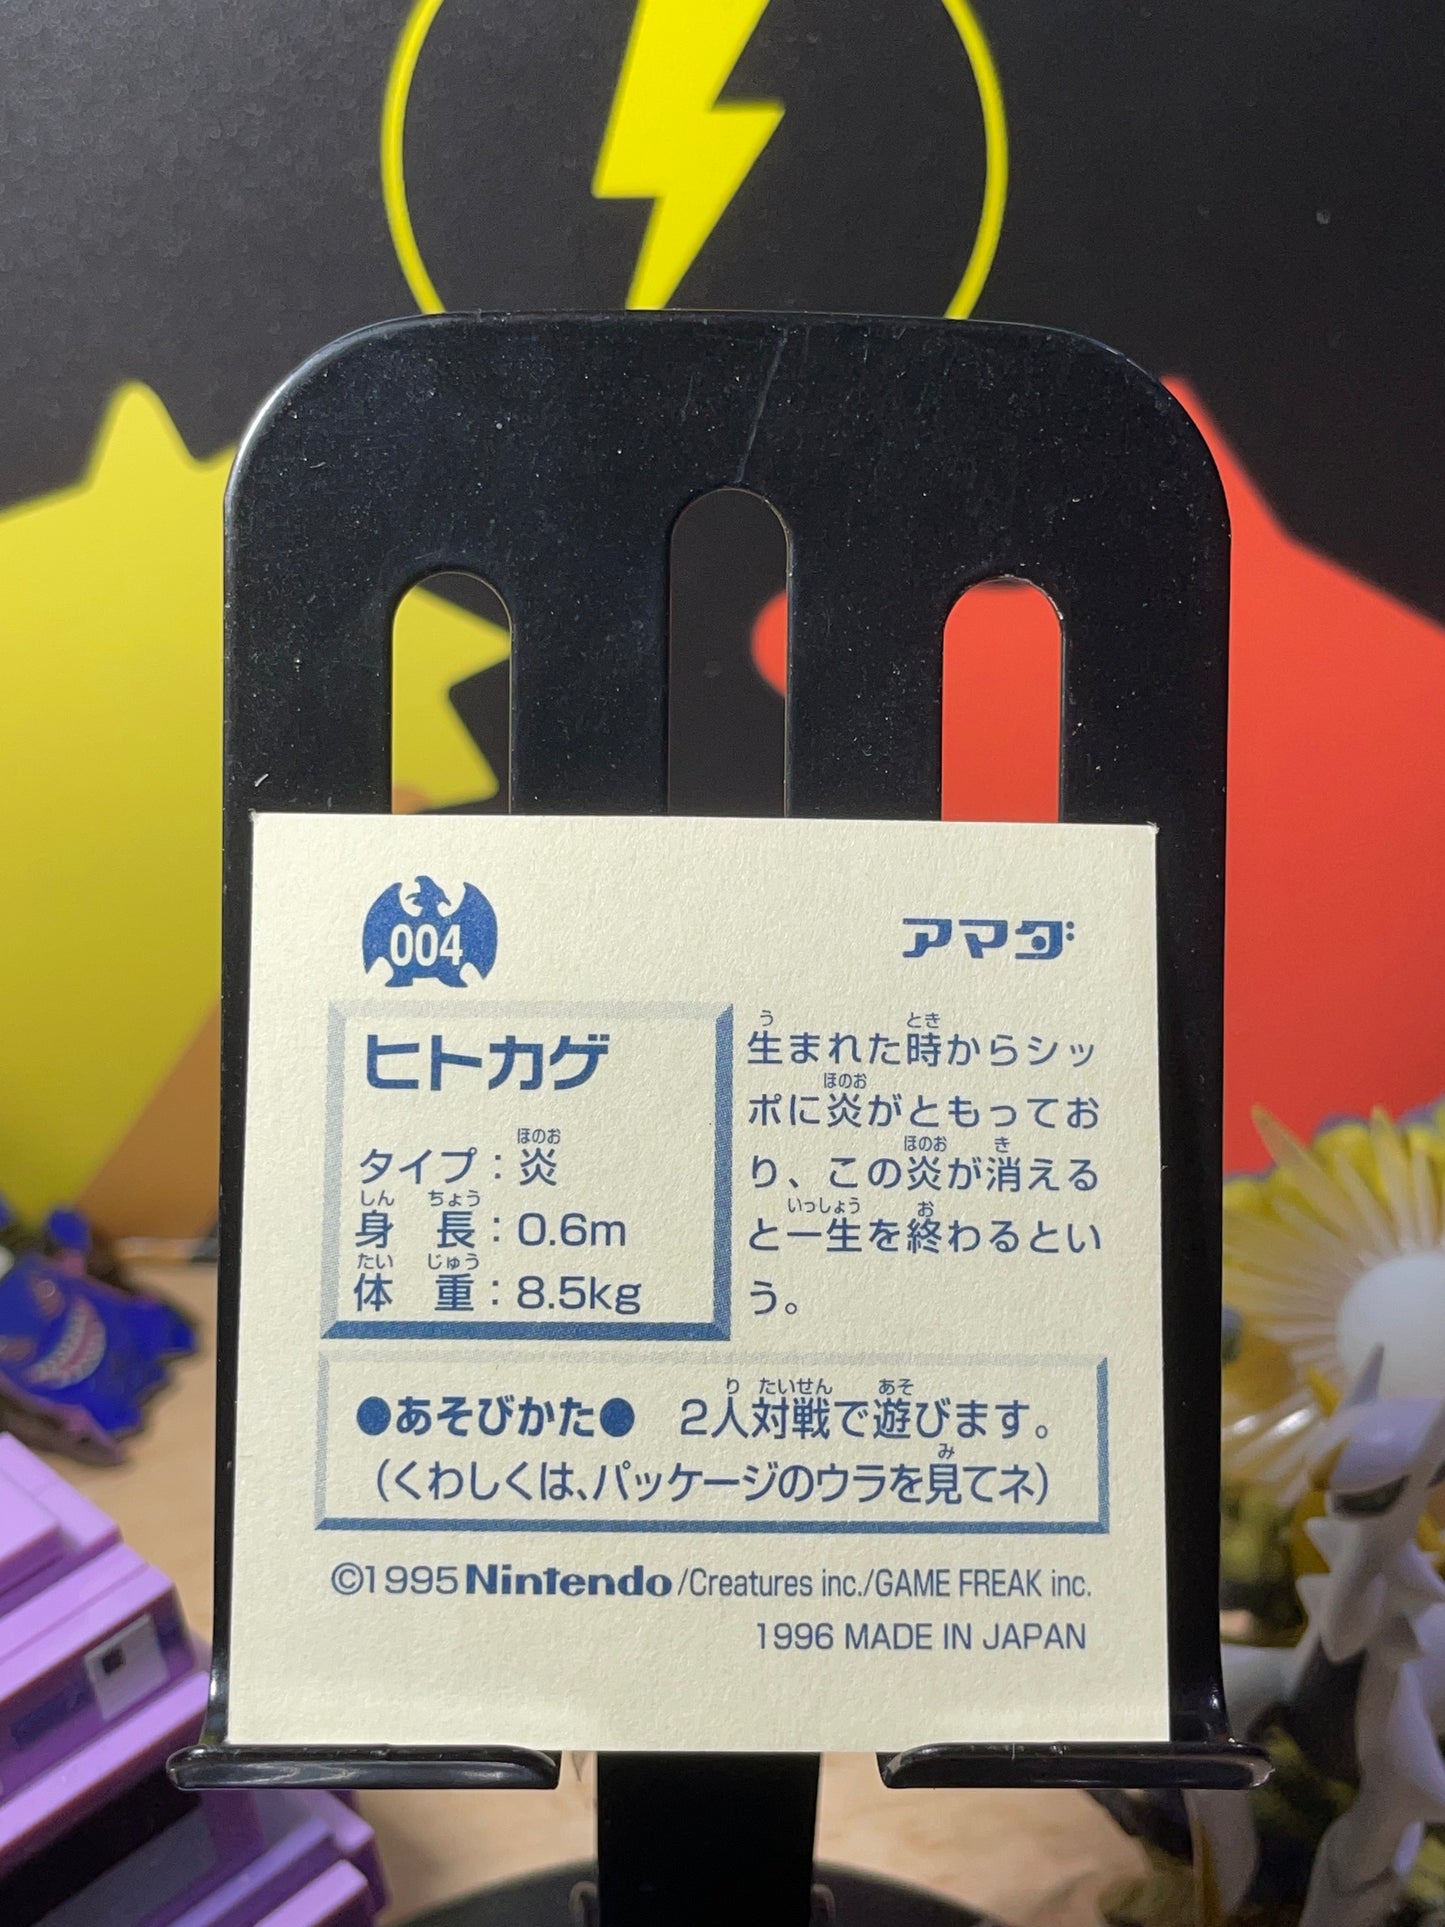 004
アマダ
ヒトカゲ
タイプ：炎
身　長：0.6m
体　重：8.5kg
生まれた時からシッ
ポに炎がともってお
り、この炎が消える
と一生を終わるとい
う。
●あそびかた●　2人対戦で遊びます。
（くわしくは、パッケージのウラを見てネ）
©1995 Nintendo/Creatures inc./GAME FREAK inc.
1996 MADE IN JAPAN